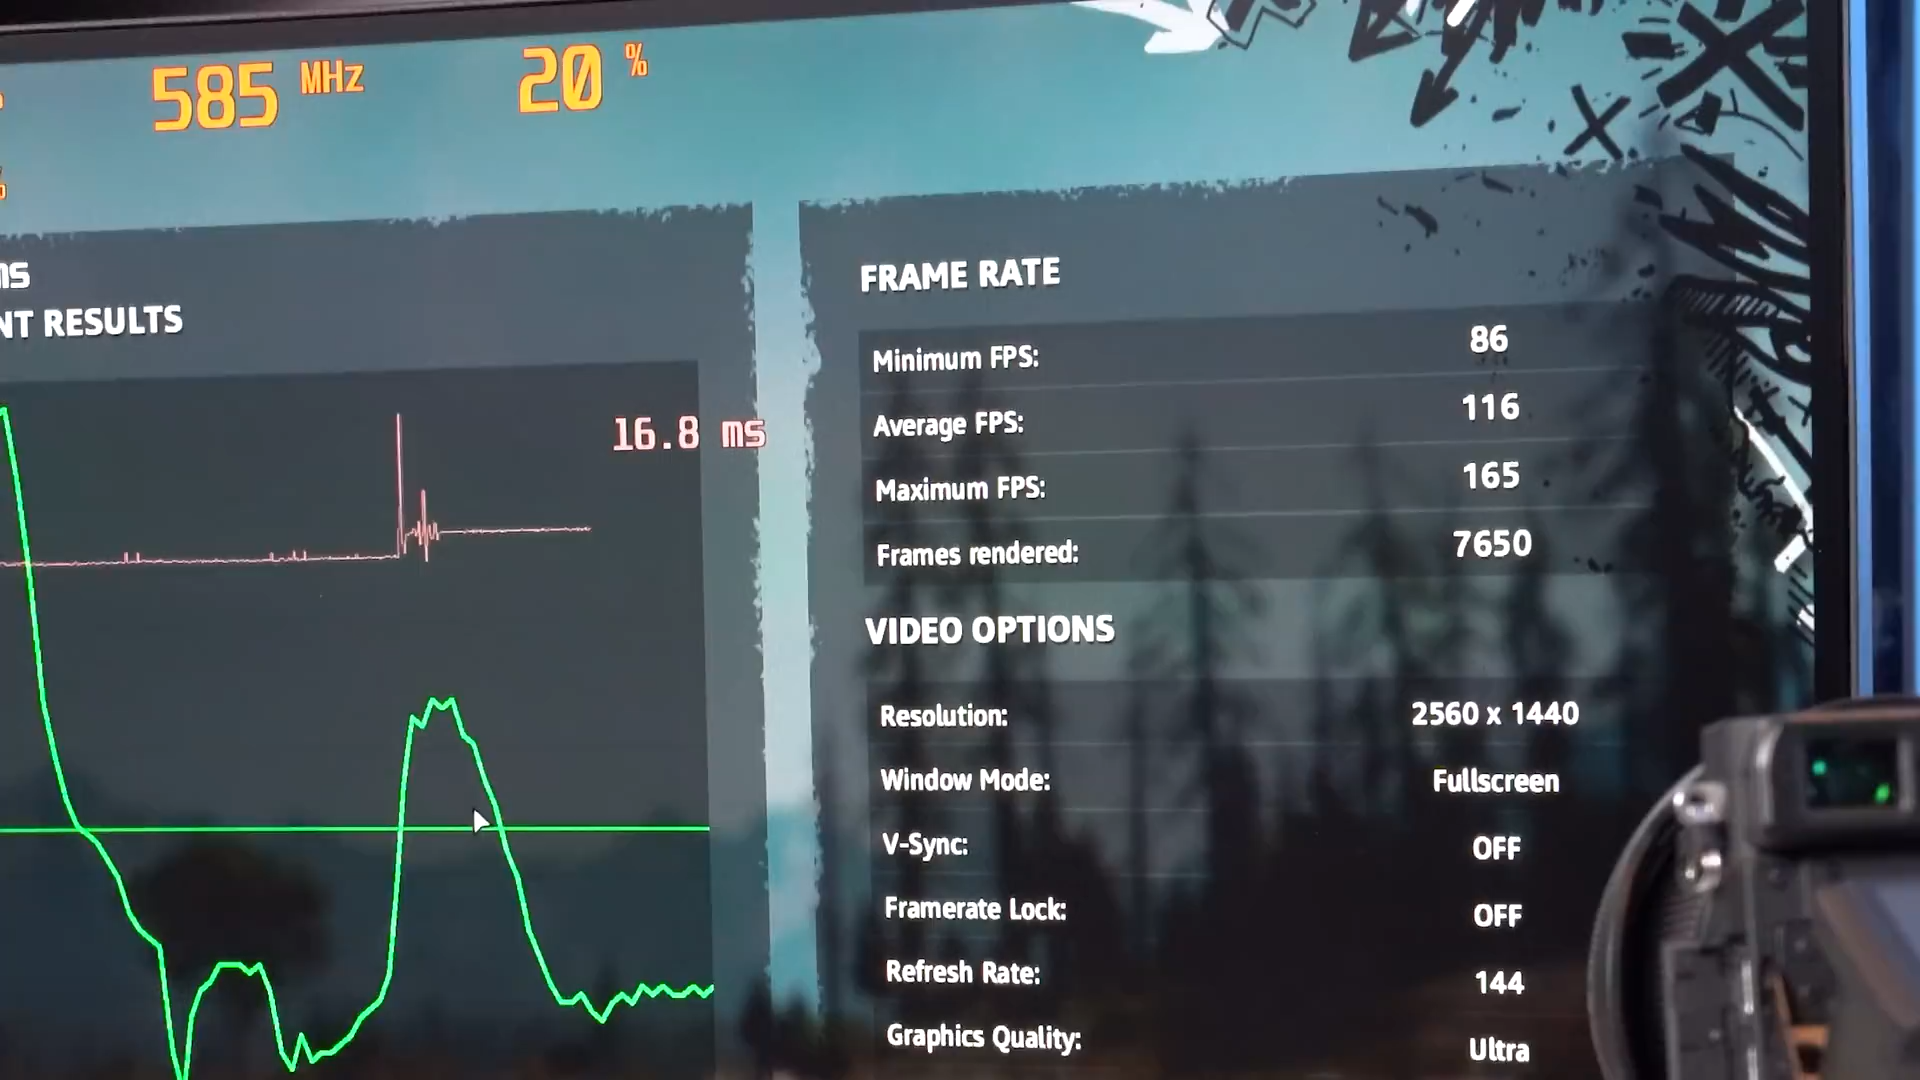 585 MHz 20 %
%
ms
NT RESULTS
16.8 ms
FRAME RATE
Minimum FPS: 86
Average FPS: 116
Maximum FPS: 165
Frames rendered: 7650
VIDEO OPTIONS
Resolution: 2560 x 1440
Window Mode: Fullscreen
V-Sync: OFF
Framerate Lock: OFF
Refresh Rate: 144
Graphics Quality: Ultra